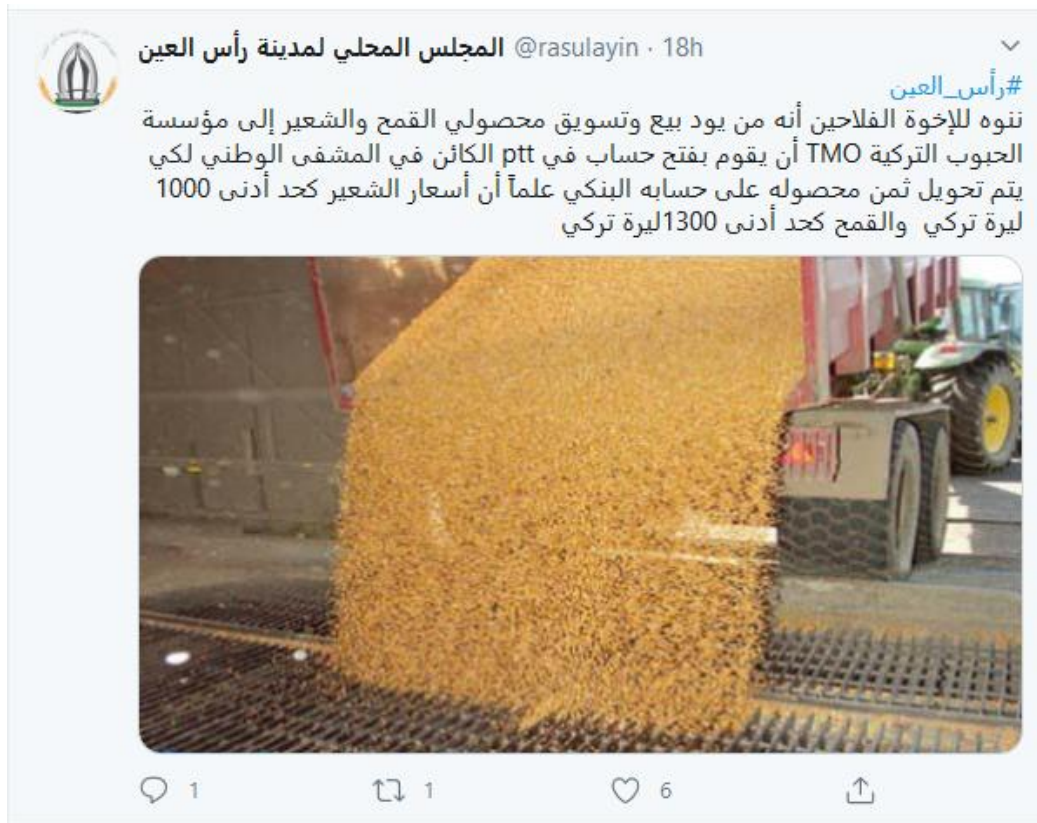 المجلس المحلي لمدينة رأس العين @rasulayin · 18h
#رأس_العين
ننوه للإخوة الفلاحين أنه من يود بيع وتسويق محصولي القمح والشعير إلى مؤسسة
الحبوب التركية TMO أن يقوم بفتح حساب في ptt الكائن في المشفى الوطني لكي
يتم تحويل ثمن محصوله على حسابه البنكي علماً أن أسعار الشعير كحد أدنى 1000
ليرة تركي والقمح كحد أدنى 1300ليرة تركي
1 1 6